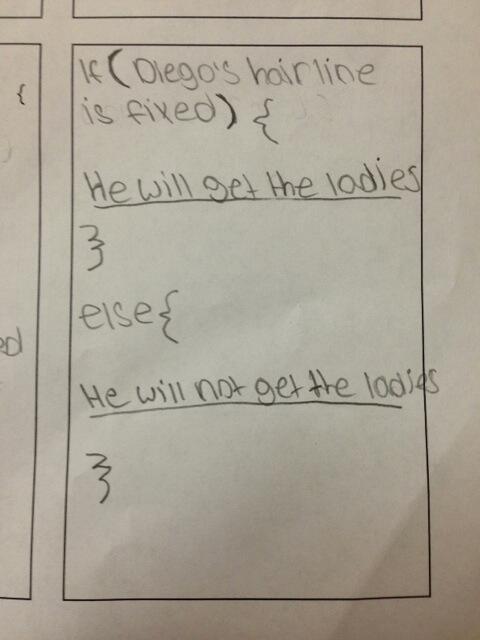 {
ed
If (Diego's hairline
is fixed) {
He will get the ladies
}
else{
He will not get the ladies
}